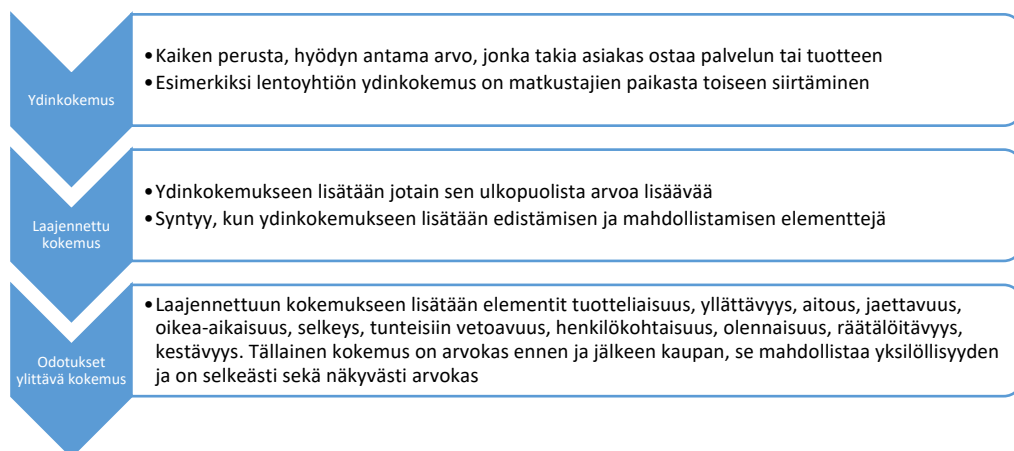 Ydinkokemus
•Kaiken perusta, hyödyn antama arvo, jonka takia asiakas ostaa palvelun tai tuotteen
•Esimerkiksi lentoyhtiön ydinkokemus on matkustajien paikasta toiseen siirtäminen
Laajennettu
kokemus
•Ydinkokemukseen lisätään jotain sen ulkopuolista arvoa lisäävää
•Syntyy, kun ydinkokemukseen lisätään edistämisen ja mahdollistamisen elementtejä
Odotukset
ylittävä kokemus
•Laajennettuun kokemukseen lisätään elementit tuotteliaisuus, yllättävyys, aitous, jaettavuus,
oikea-aikaisuus, selkeys, tunteisiin vetoavuus, henkilökohtaisuus, olennaisuus, räätälöitävyys,
kestävyys. Tällainen kokemus on arvokas ennen ja jälkeen kaupan, se mahdollistaa yksilöllisyyden
ja on selkeästi sekä näkyvästi arvokas